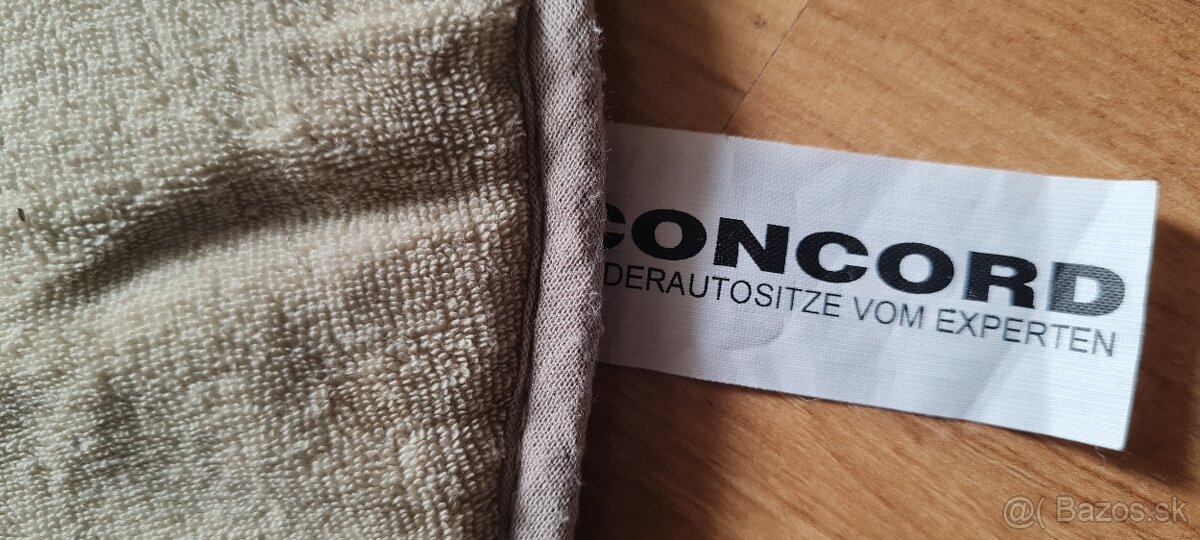 CONCORD
DERAUTOSITZE VOM EXPERTEN
@( Bazos.sk